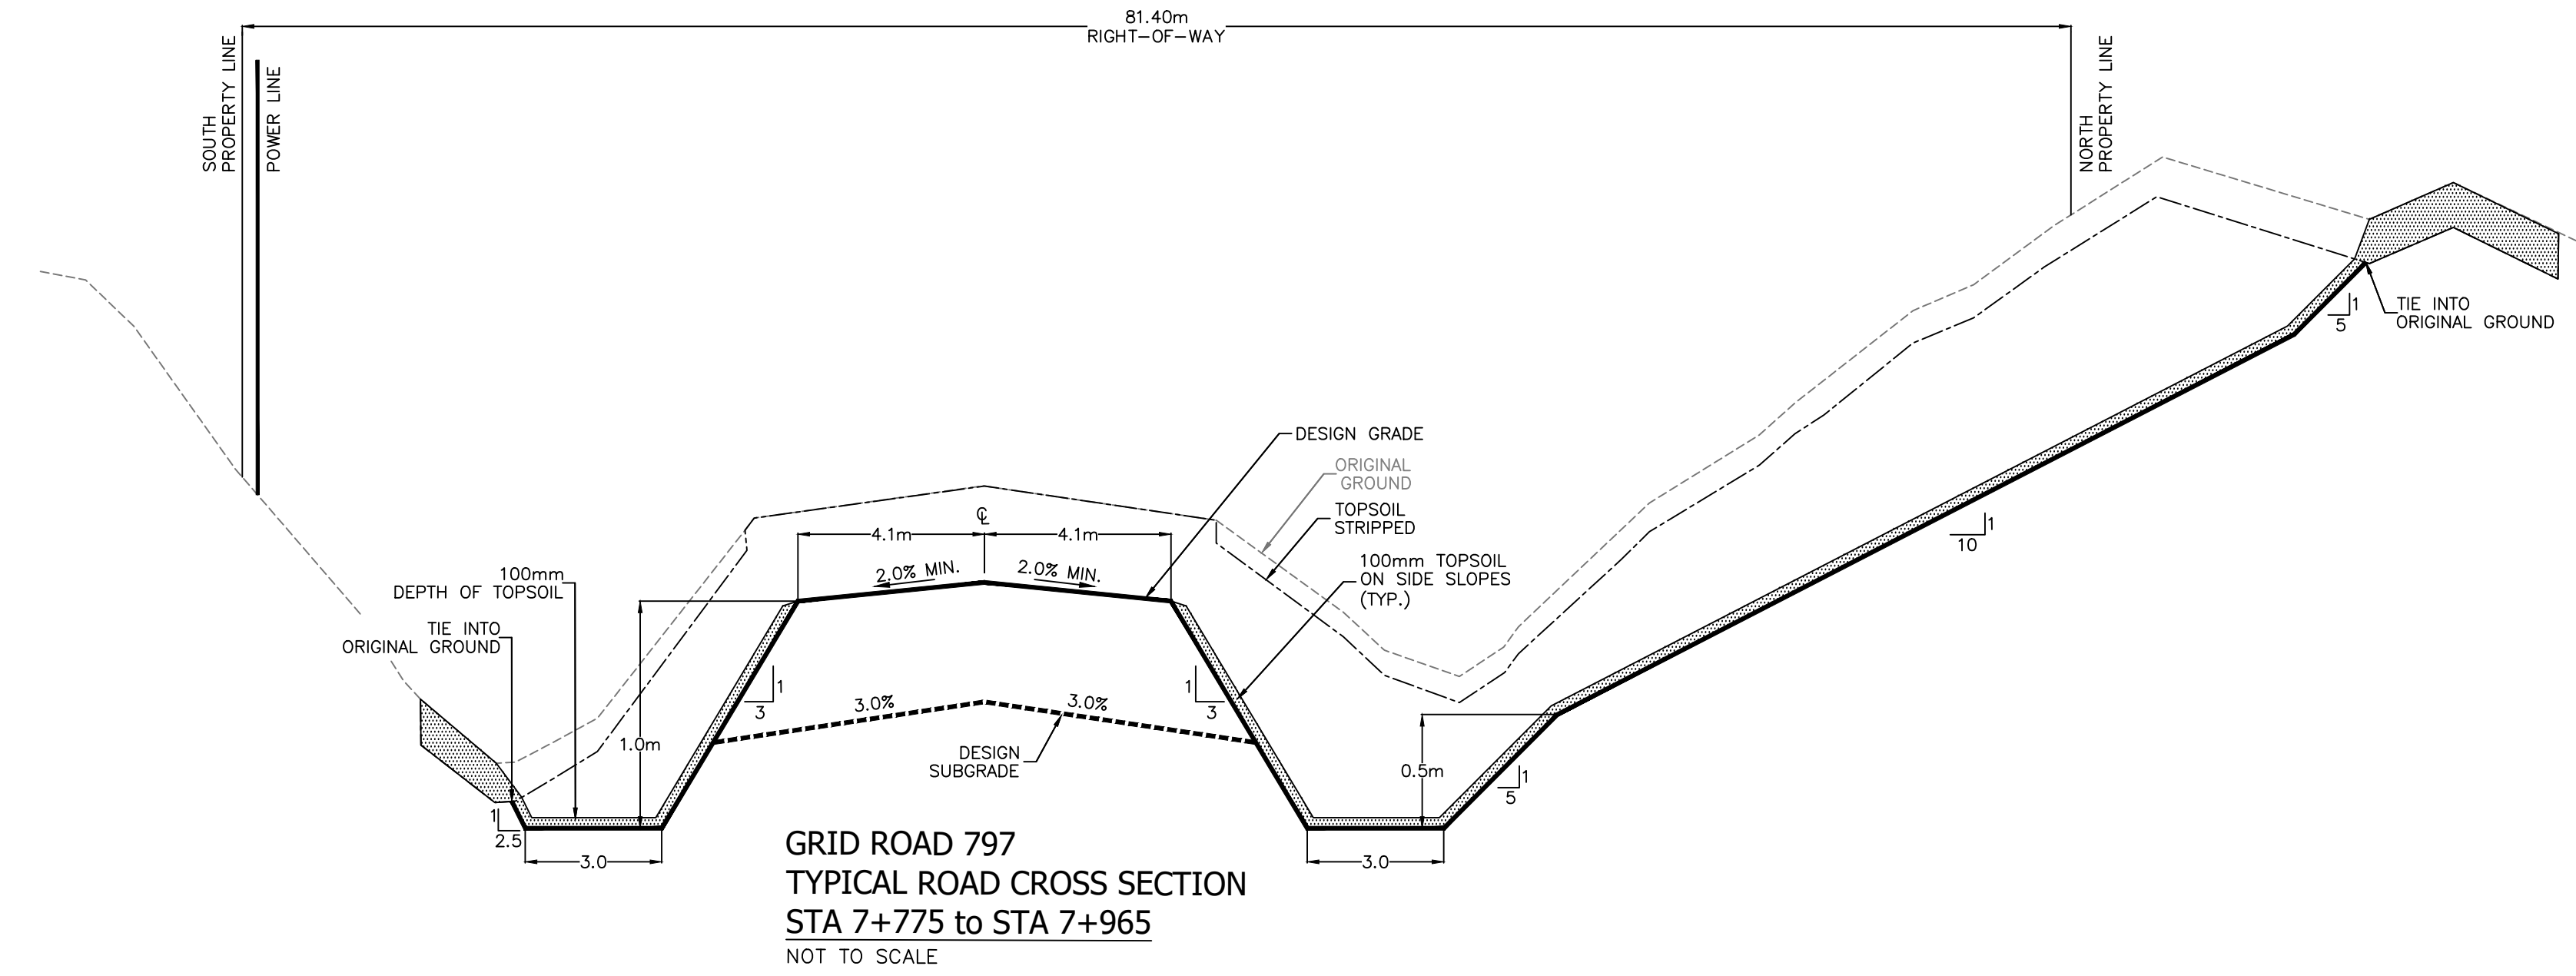 81.40m
RIGHT-OF-WAY
SOUTH
PROPERTY LINE
POWER LINE
NORTH
PROPERTY LINE
TIE INTO
ORIGINAL GROUND
1
5
DESIGN GRADE
ORIGINAL
GROUND
TOPSOIL
STRIPPED
100mm TOPSOIL
ON SIDE SLOPES
(TYP.)
℄
4.1m
4.1m
2.0% MIN.
2.0% MIN.
1
10
100mm
DEPTH OF TOPSOIL
TIE INTO
ORIGINAL GROUND
1
3
1
3
3.0%
3.0%
1.0m
DESIGN
SUBGRADE
0.5m
1
5
1
2.5
3.0
3.0
GRID ROAD 797
TYPICAL ROAD CROSS SECTION
STA 7+775 to STA 7+965
NOT TO SCALE